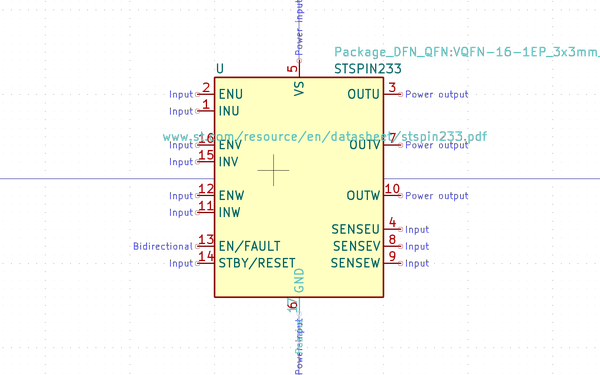 Power input
Package_DFN_QFN:VQFN-16-1EP_3x3mm_
U
STSPIN233
5
VS
Input 2 ENU
OUTU 3 Power output
Input 1 INU
www.st.com/resource/en/datasheet/stspin233.pdf
Input 16 ENV
OUTV 7 Power output
Input 15 INV
Input 12 ENW
OUTW 10 Power output
Input 11 INW
SENSEU 4 Input
Bidirectional 13 EN/FAULT
SENSEV 8 Input
Input 14 STBY/RESET
SENSEW 9 Input
GND
6
Power input